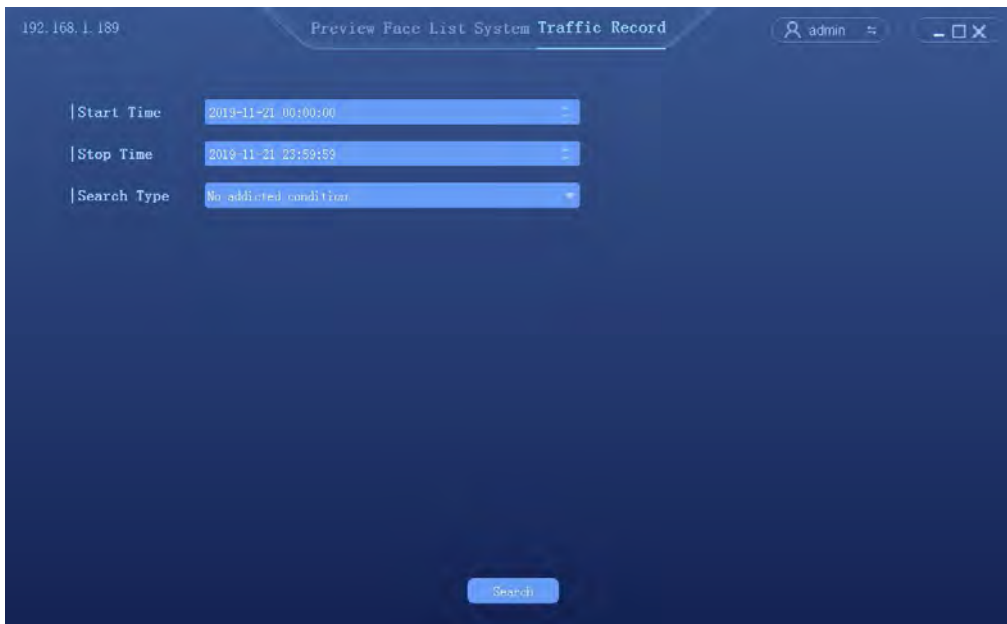 192.168.1.189 Preview Face List System Traffic Record admin
|Start Time 2019-11-21 00:00:00
|Stop Time 2019-11-21 23:59:59
|Search Type No addicted condition
Search